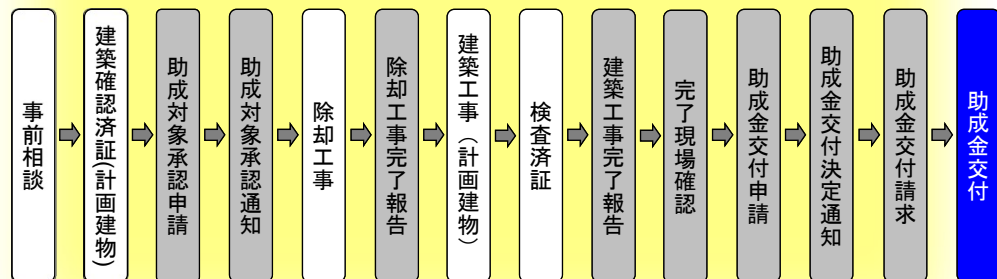 事前相談
建築確認済証(計画建物)
助成対象承認申請
助成対象承認通知
除却工事
除却工事完了報告
建築工事（計画建物）
検査済証
建築工事完了報告
完了現場確認
助成金交付申請
助成金交付決定通知
助成金交付請求
助成金交付